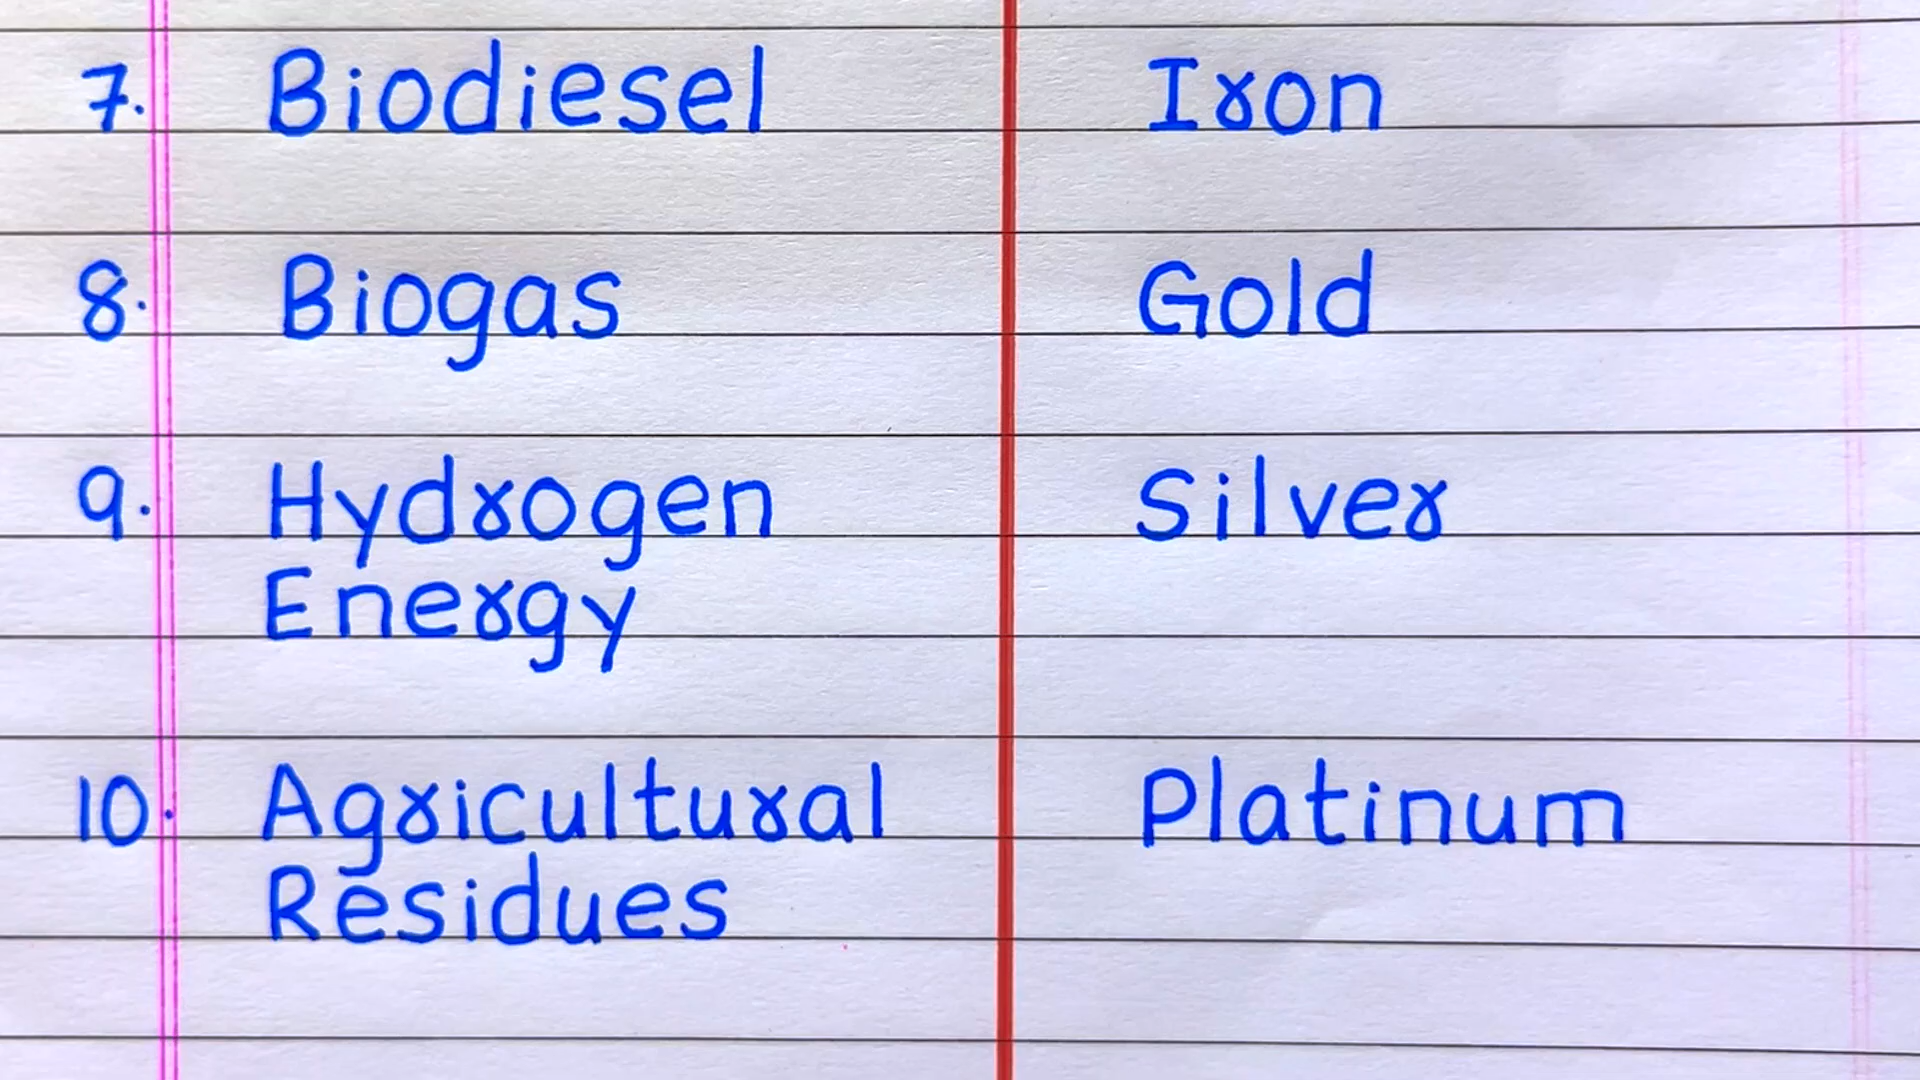 7. Biodiesel Iron
8. Biogas Gold
9. Hydrogen Silver
Energy
10. Agricultural Platinum
Residues